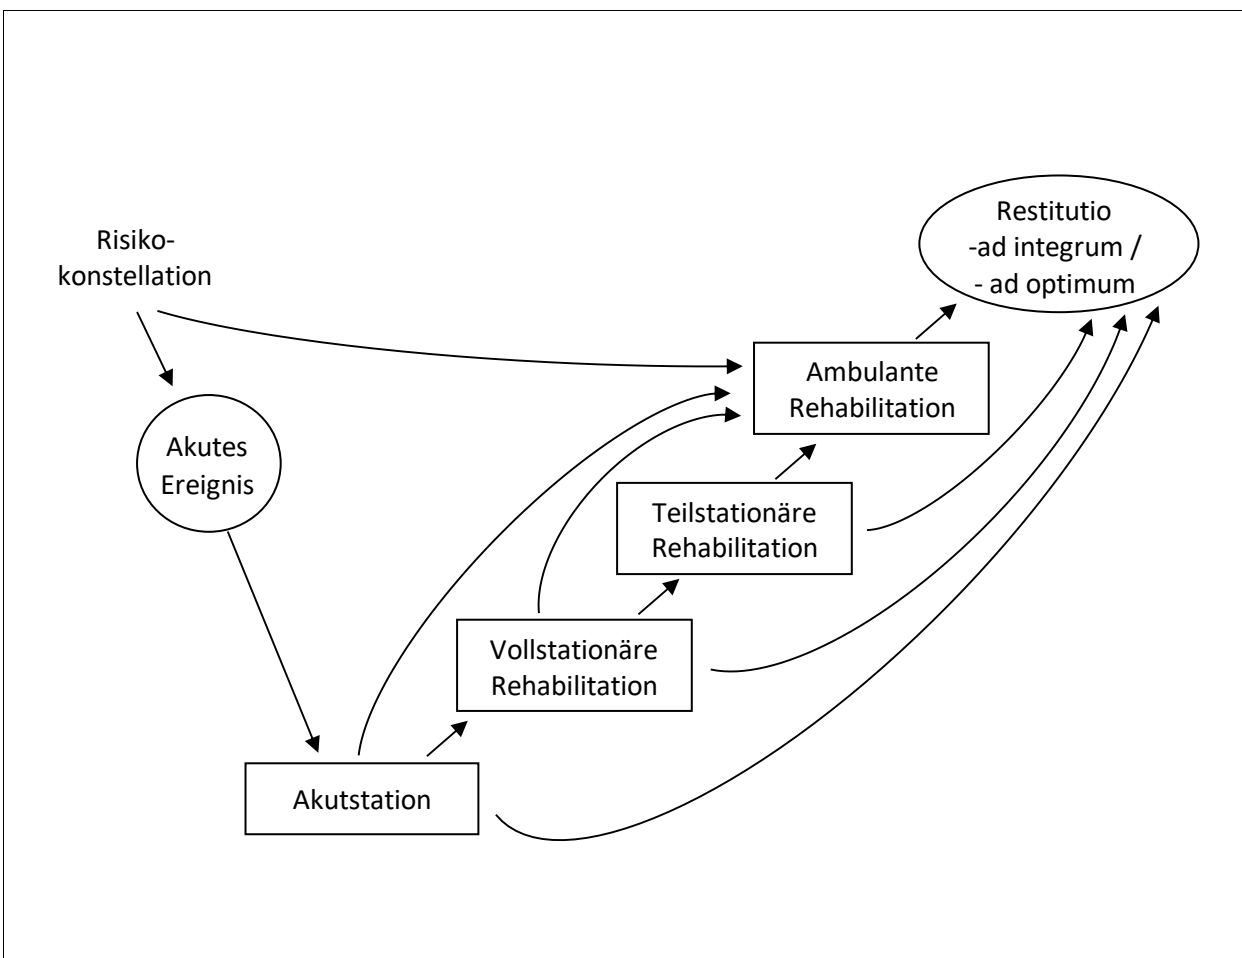 Restitutio
-ad integrum /
- ad optimum
Risiko-
konstellation
Ambulante
Rehabilitation
Akutes
Ereignis
Teilstationäre
Rehabilitation
Vollstationäre
Rehabilitation
Akutstation